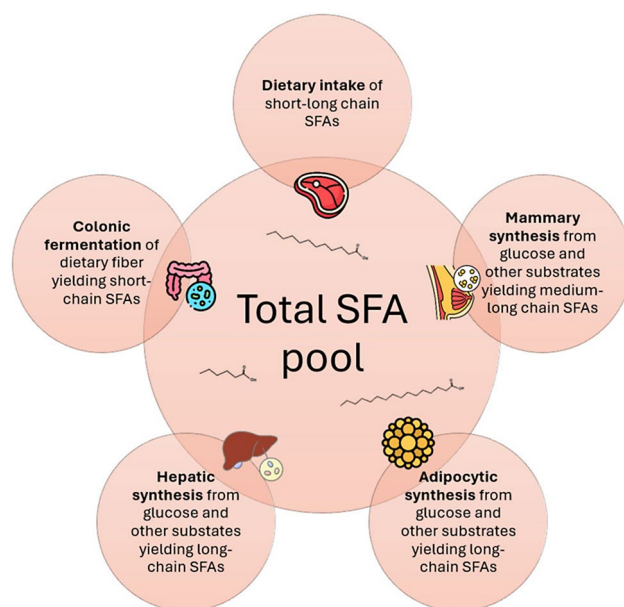 Dietary intake of
short-long chain
SFAs
Colonic
fermentation of
dietary fiber
yielding short-
chain SFAs
Mammary
synthesis from
glucose and
other substrates
yielding medium-
long chain SFAs
Total SFA
pool
Hepatic
synthesis from
glucose and
other substates
yielding long-
chain SFAs
Adipocytic
synthesis from
glucose and
other substrates
yielding long-
chain SFAs